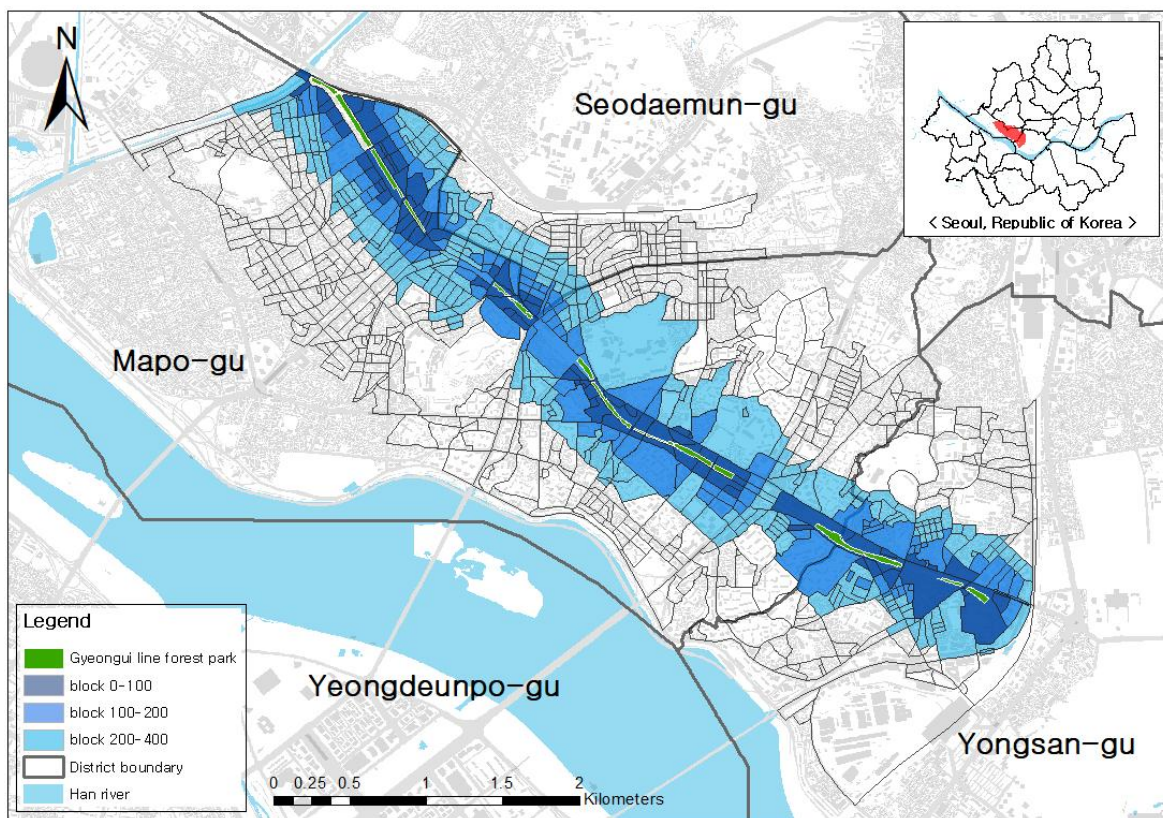 N
Seodaemun-gu
< Seoul, Republic of Korea >
Mapo-gu
Yeongdeunpo-gu
Yongsan-gu
Legend
Gyeongui line forest park
block 0-100
block 100-200
block 200-400
District boundary
Han river
0 0.25 0.5 1 1.5 2
Kilometers